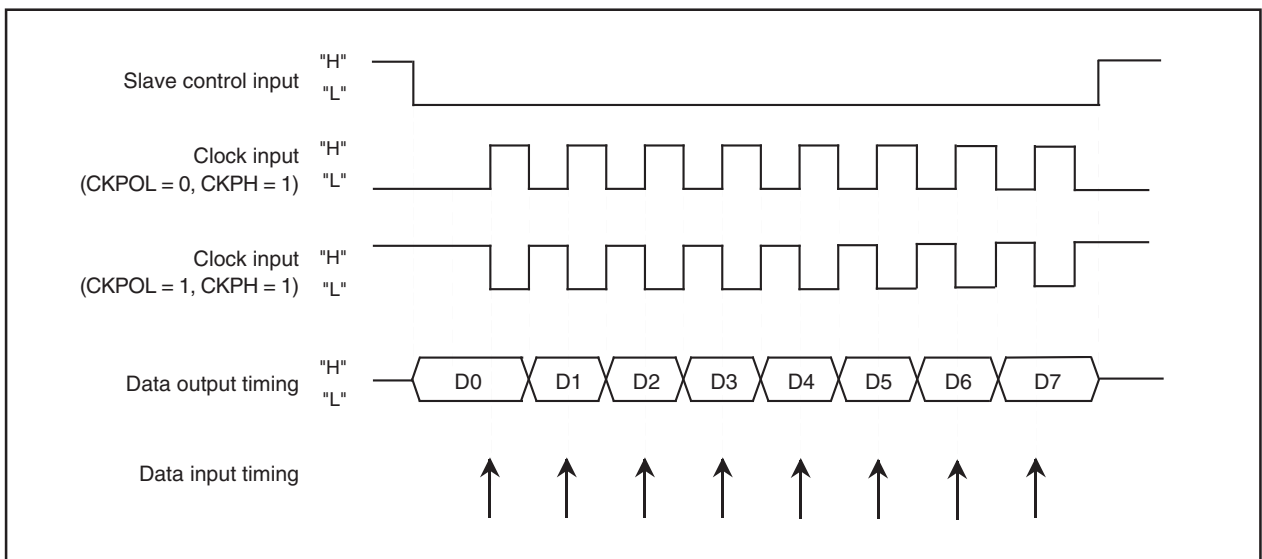 Slave control input
"H"
"L"
Clock input
(CKPOL = 0, CKPH = 1)
"H"
"L"
Clock input
(CKPOL = 1, CKPH = 1)
"H"
"L"
Data output timing
"H"
"L"
D0 D1 D2 D3 D4 D5 D6 D7
Data input timing